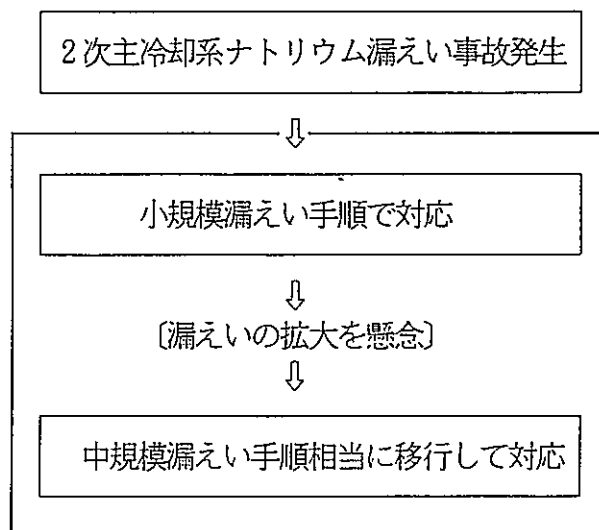 2次主冷却系ナトリウム漏えい事故発生
⇩
小規模漏えい手順で対応
⇩
〔漏えいの拡大を懸念〕
⇩
中規模漏えい手順相当に移行して対応